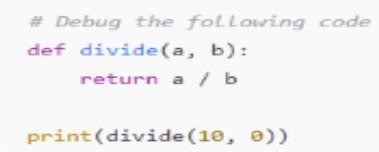 # Debug the following code
def divide(a, b):
    return a / b
print(divide(10, 0))